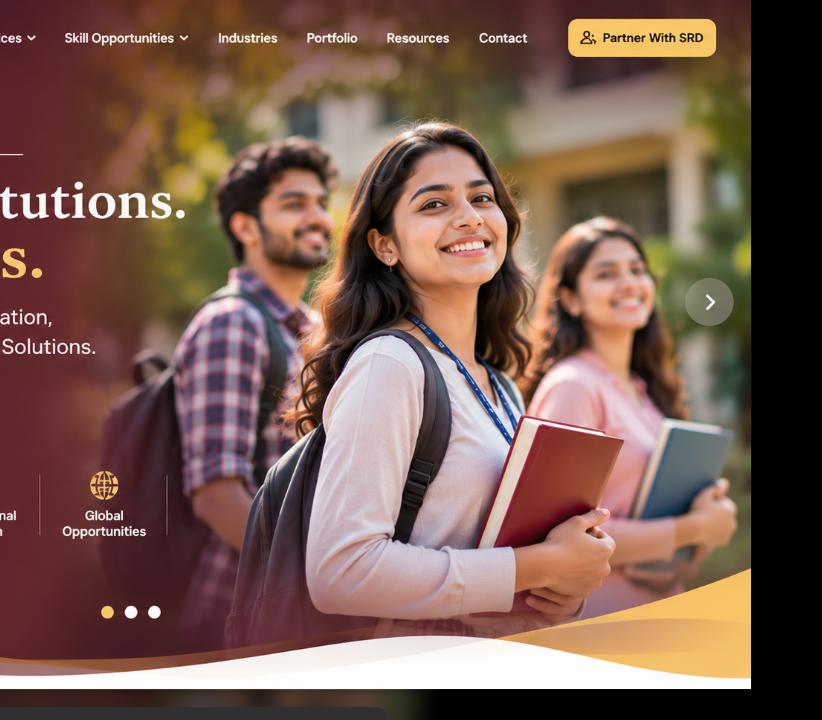 ces
Skill Opportunities
Industries
Portfolio
Resources
Contact
Partner With SRD
tutions.
s.
ation,
Solutions.
nal
n
Global
Opportunities